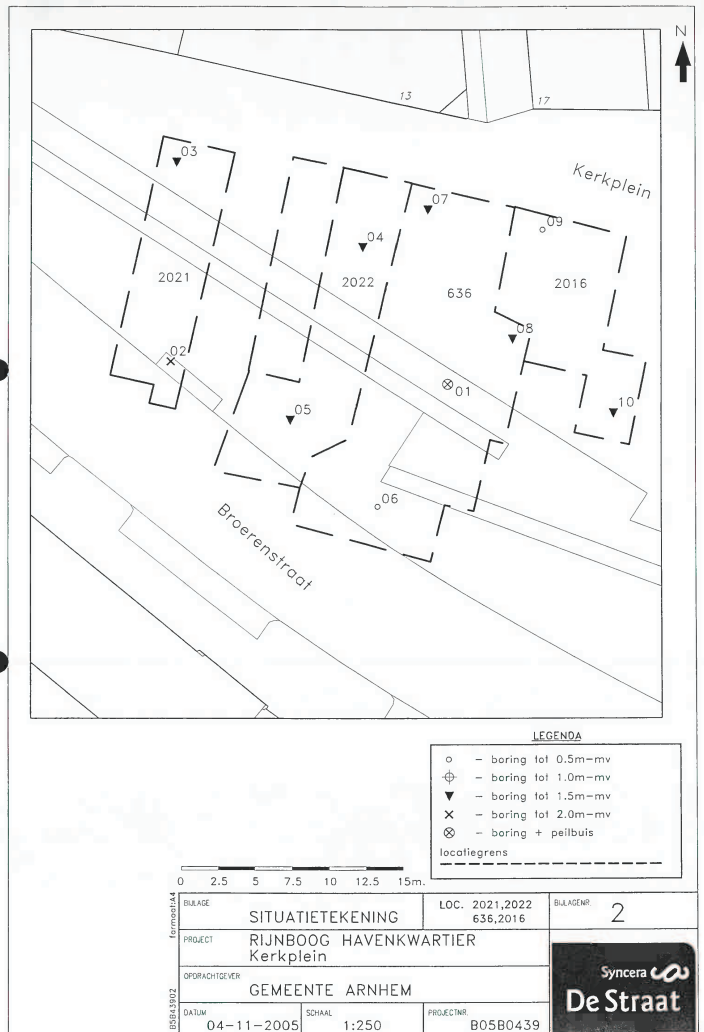 N
13
17
Kerkplein
03
07
09
04
2021
2022
636
2016
08
02
01
10
05
06
Broerenstraat
LEGENDA
o - boring tot 0.5m-mv
- boring tot 1.0m-mv
▼ - boring tot 1.5m-mv
× - boring tot 2.0m-mv
⊗ - boring + peilbuis
locatiegrens
0 2.5 5 7.5 10 12.5 15m.
formaat:A4
BIJLAGE
SITUATIETEKENING
LOC. 2021,2022
636,2016
BIJLAGENR.
2
PROJECT
RIJNBOOG HAVENKWARTIER
Kerkplein
OPDRACHTGEVER
GEMEENTE ARNHEM
B5B43902
DATUM
04-11-2005
SCHAAL
1:250
PROJECTNR.
B05B0439
Syncera
De Straat